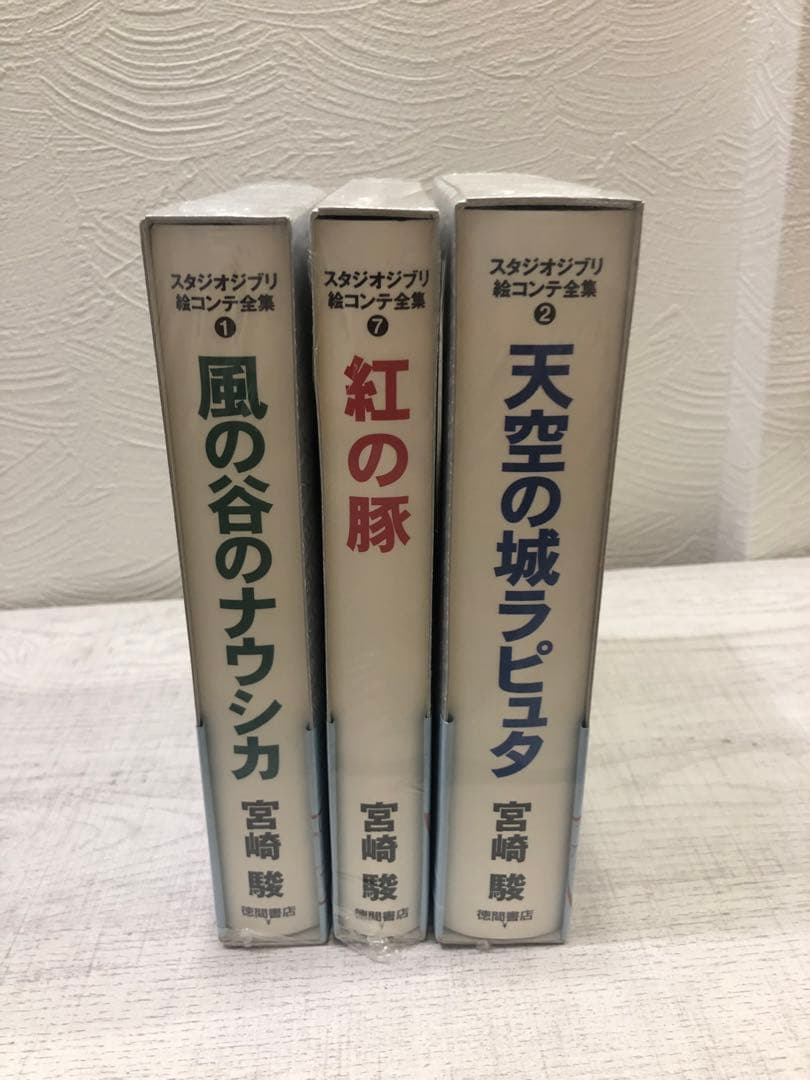 スタジオジブリ
絵コンテ全集
1
風の谷のナウシカ
宮崎 駿
徳間書店
スタジオジブリ
絵コンテ全集
7
紅の豚
宮崎 駿
徳間書店
スタジオジブリ
絵コンテ全集
2
天空の城ラピュタ
宮崎 駿
徳間書店